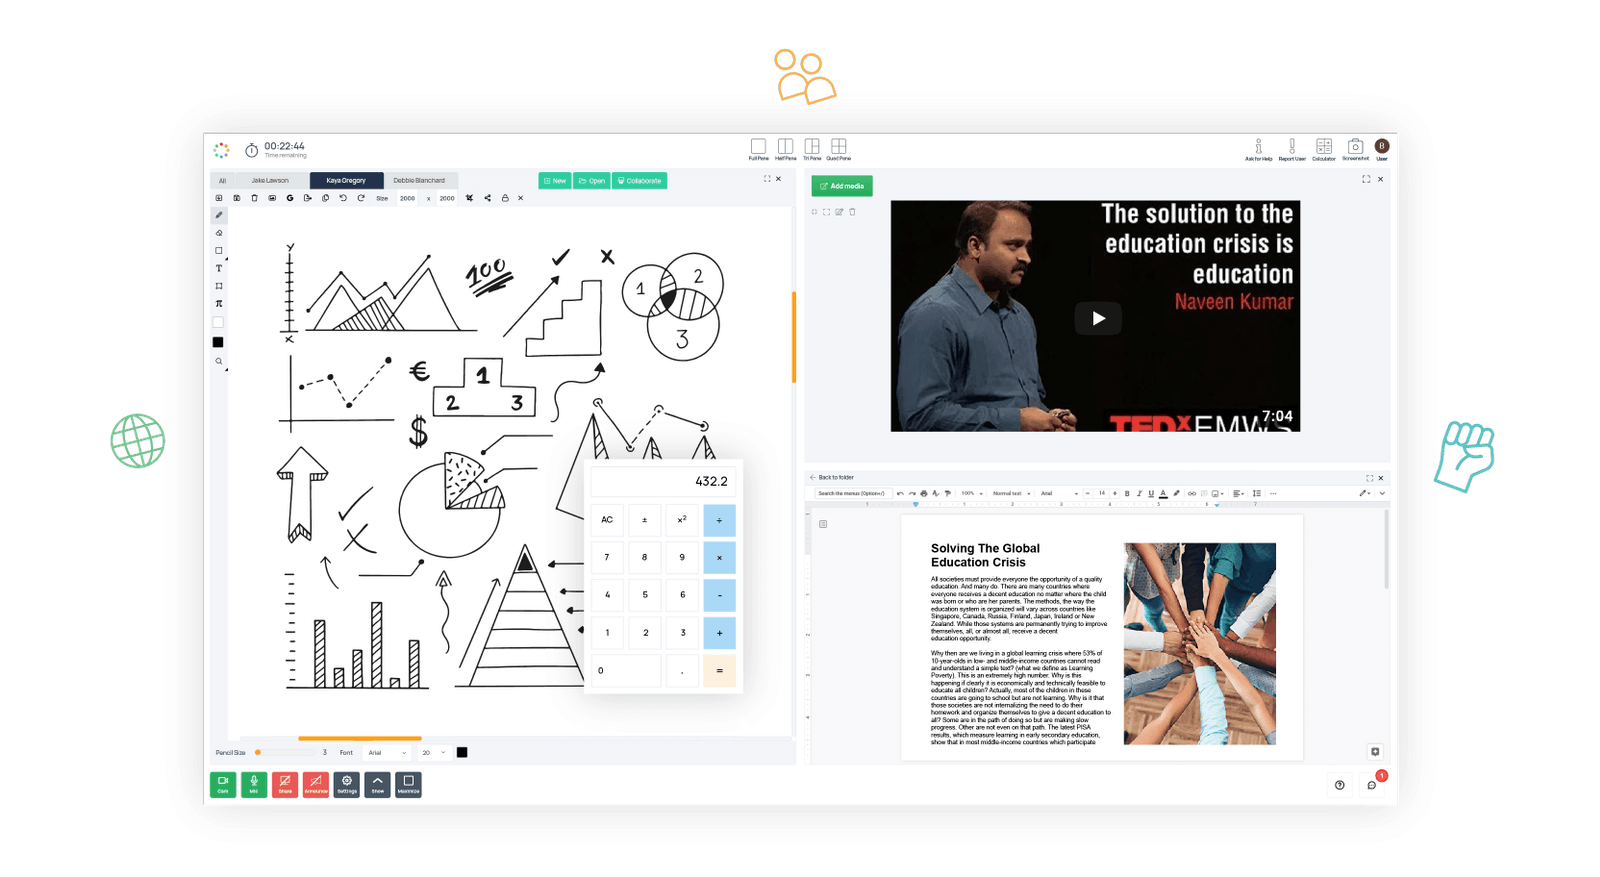 00:22:44
Time remaining
Full Pane
Half Pane
Tri Pane
Quad Pane
Ask for Help
Report User
Calculator
Screenshot
B
User
All
Jake Lawson
Kaya Gregory
Debbie Blanchard
New
Open
Collaborate
Size
2000
x
2000
G
T
π
Y
X
100
1
2
3
€
$
1
2
3
432.2
AC
±
x²
÷
7
8
9
×
4
5
6
-
1
2
3
+
0
.
=
Pencil Size
3
Font
Arial
20
Cam
Mic
Share
Announce
Settings
Show
Maximize
Add media
The solution to the
education crisis is
education
Naveen Kumar
7:04
TEDxEMWS
Back to folder
Search the menus (Option+/)
100%
Normal text
Arial
14
B
I
U
A
Solving The Global
Education Crisis
All societies must provide everyone the opportunity of a quality
education. And many do. There are many countries where
everyone receives a decent education no matter where the child
was born or who are her parents. The methods, the way the
education system is organized will vary across countries like
Singapore, Canada, Russia, Finland, Japan, Ireland or New
Zealand. While those systems are permanently trying to improve
themselves, all, or almost all, receive a decent
education opportunity.
Why then are we living in a global learning crisis where 53% of
10-year-olds in low- and middle-income countries cannot read
and understand a simple text? (what we define as Learning
Poverty). This is an extremely high number. Why is this
happening if clearly it is economically and technically feasible to
educate all children? Actually, most of the children in these
countries are going to school but are not learning. Why is it that
those societies are not internalizing the need to do their
homework and organize themselves to give a decent education to
all? Some are in the path of doing so but are making slow
progress. Other are not even on that path. The latest PISA
results, which measure learning in early secondary education,
show that in most middle-income countries which participate
1